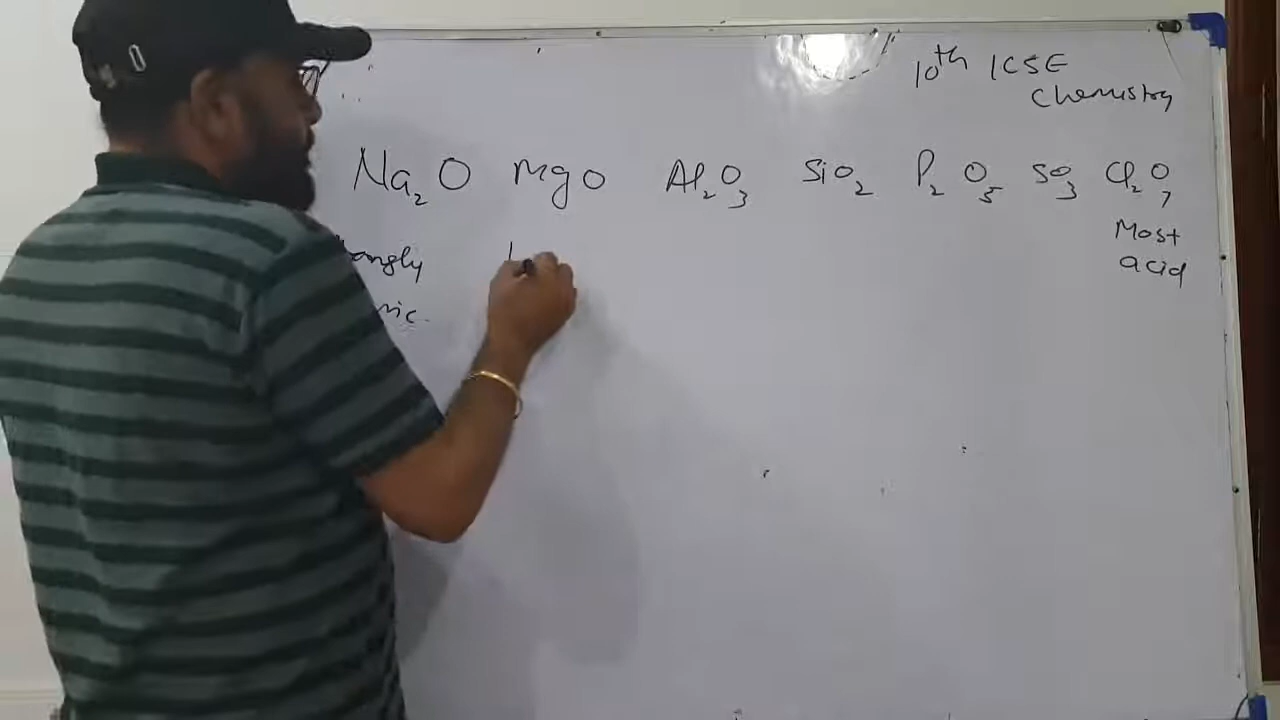 10th ICSE
Chemistry
Na2O MgO Al2O3 SiO2 P2O5 SO3 Cl2O7
Most
acid